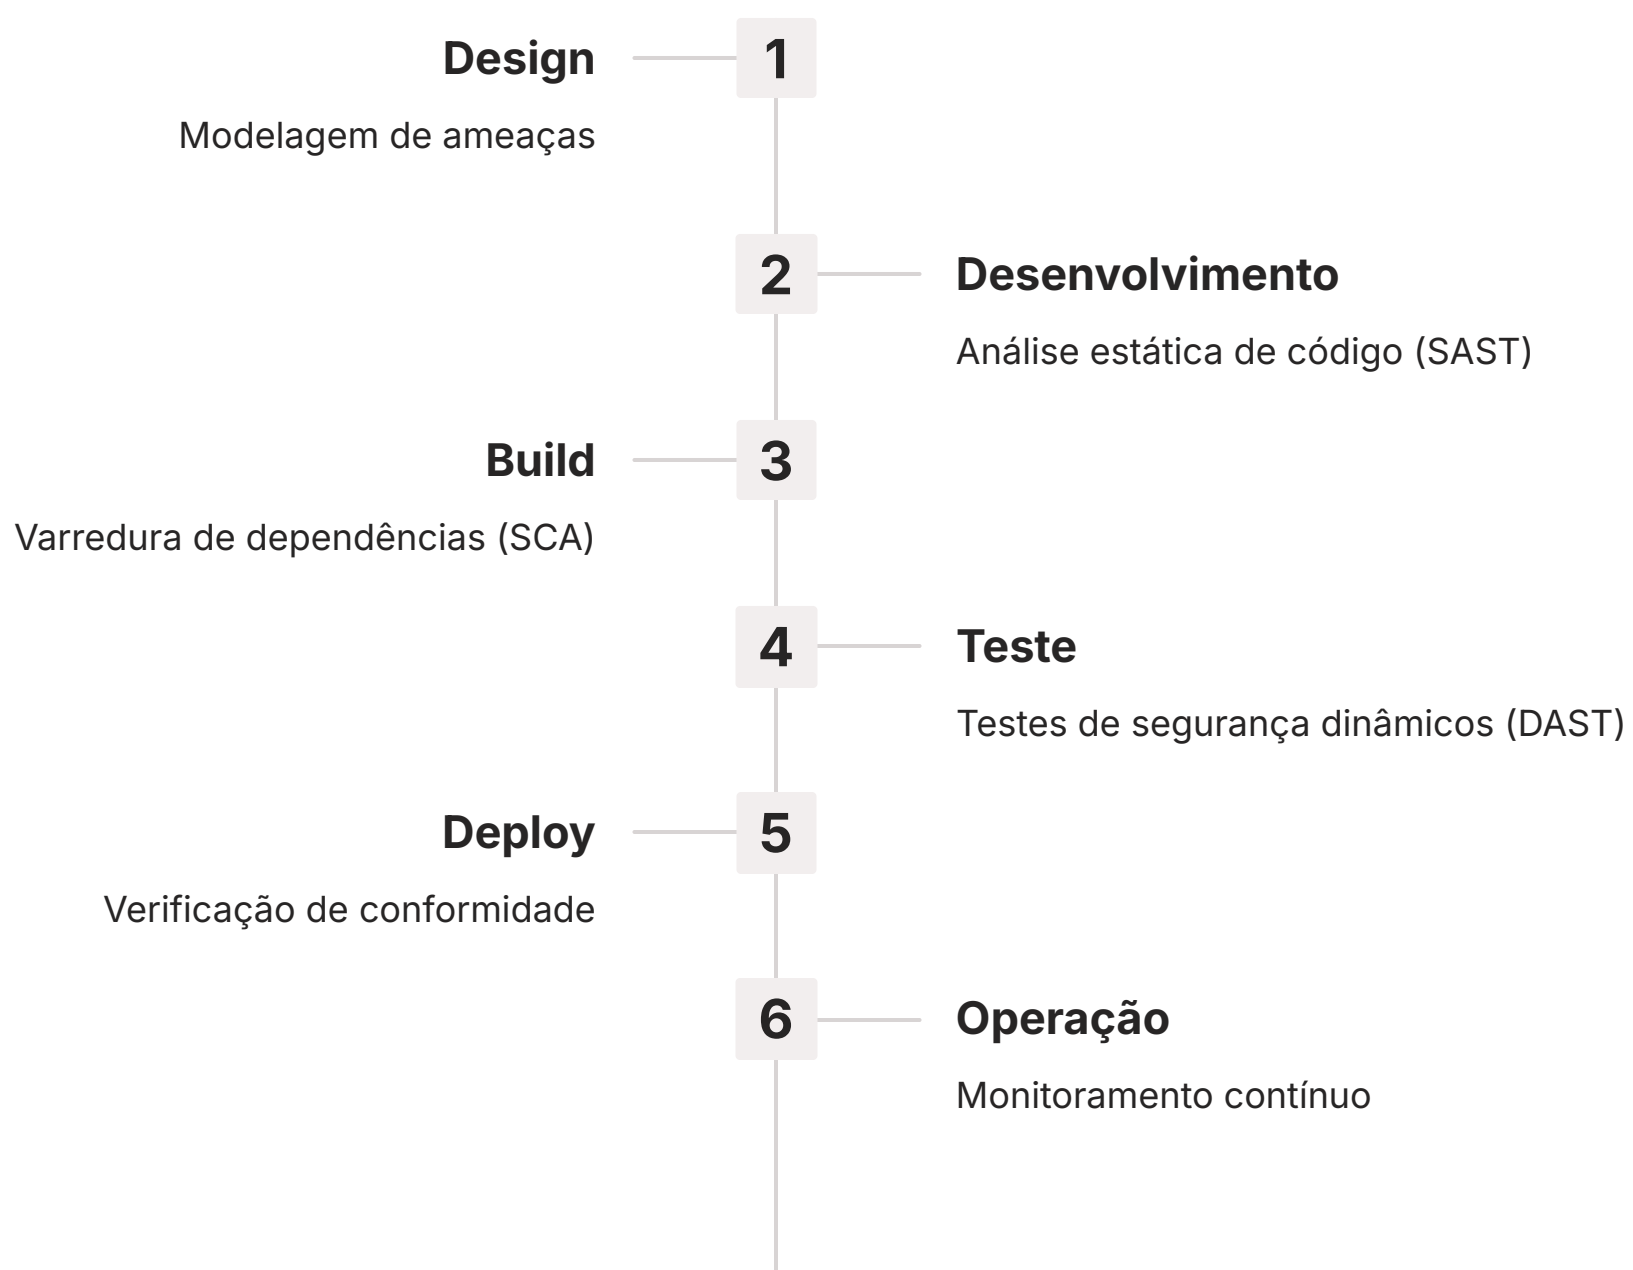 Design
1
Modelagem de ameaças
2
Desenvolvimento
Análise estática de código (SAST)
Build
3
Varredura de dependências (SCA)
4
Teste
Testes de segurança dinâmicos (DAST)
Deploy
5
Verificação de conformidade
6
Operação
Monitoramento contínuo